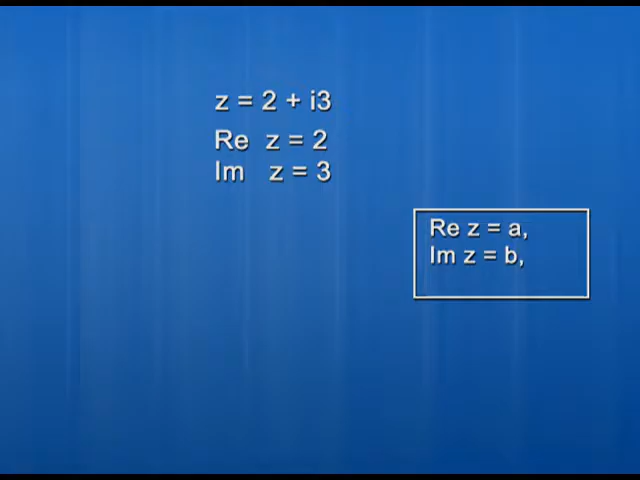 z = 2 + i3
Re z = 2
Im z = 3
Re z = a,
Im z = b,